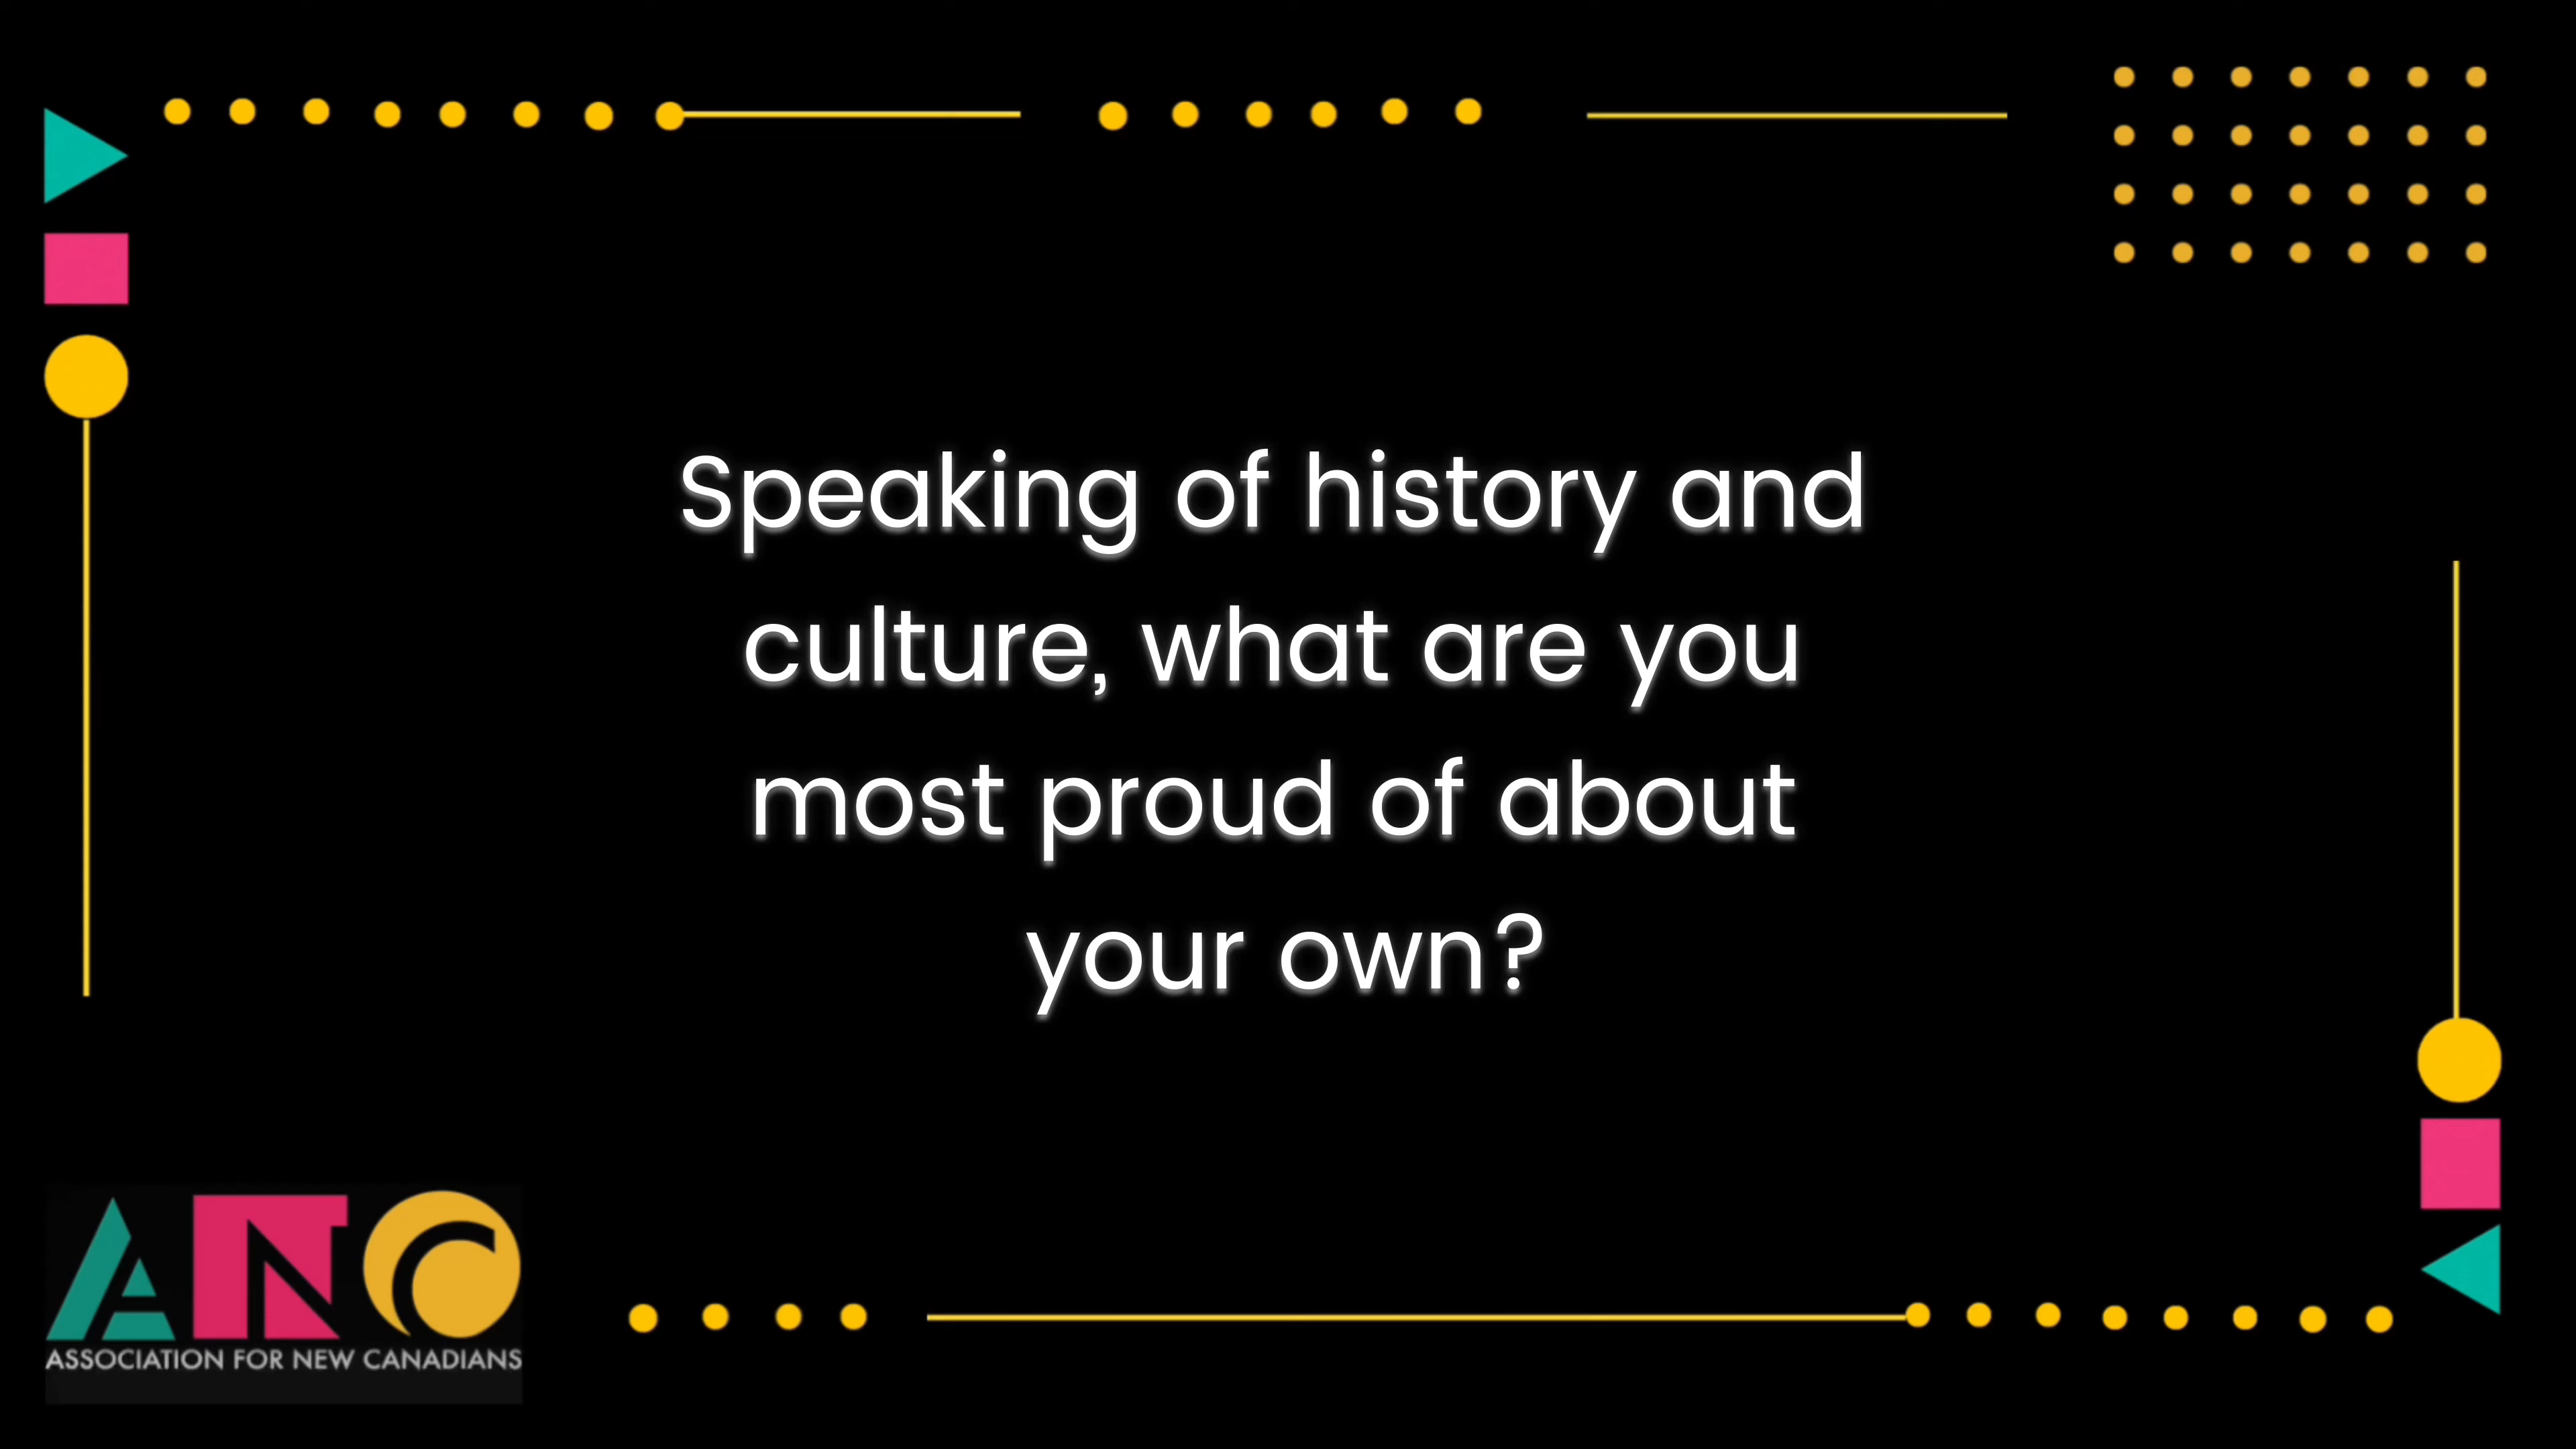 Speaking of history and
culture, what are you
most proud of about
your own?
ANC
ASSOCIATION FOR NEW CANADIANS